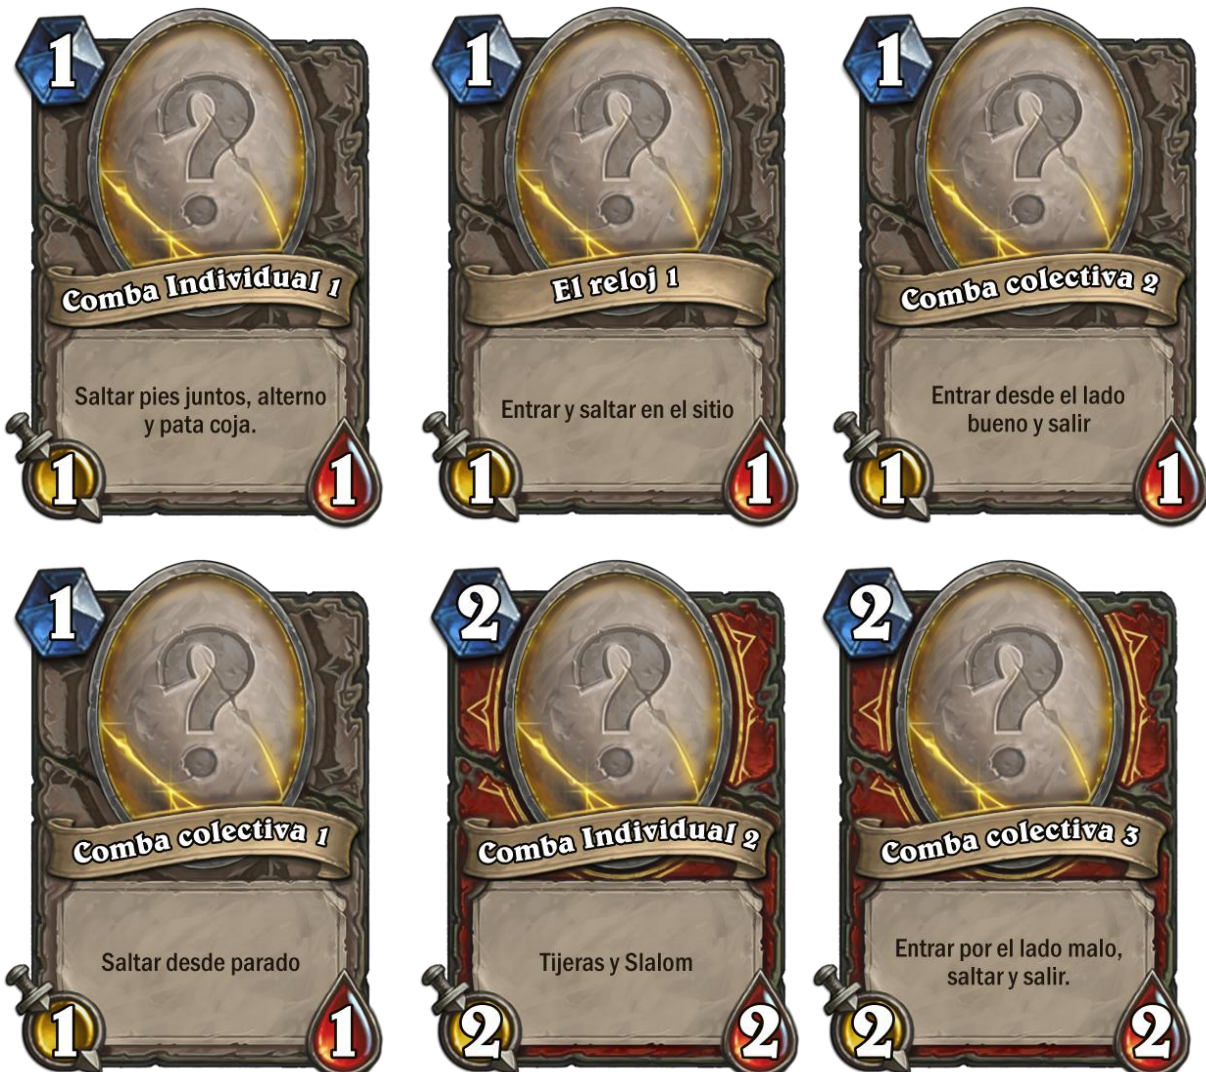 1
Comba Individual 1
Saltar pies juntos, alterno
y pata coja.
1
1
1
El reloj 1
Entrar y saltar en el sitio
1
1
1
Comba colectiva 2
Entrar desde el lado
bueno y salir
1
1
1
Comba colectiva 1
Saltar desde parado
1
1
2
Comba Individual 2
Tijeras y Slalom
2
2
2
Comba colectiva 3
Entrar por el lado malo,
saltar y salir.
2
2